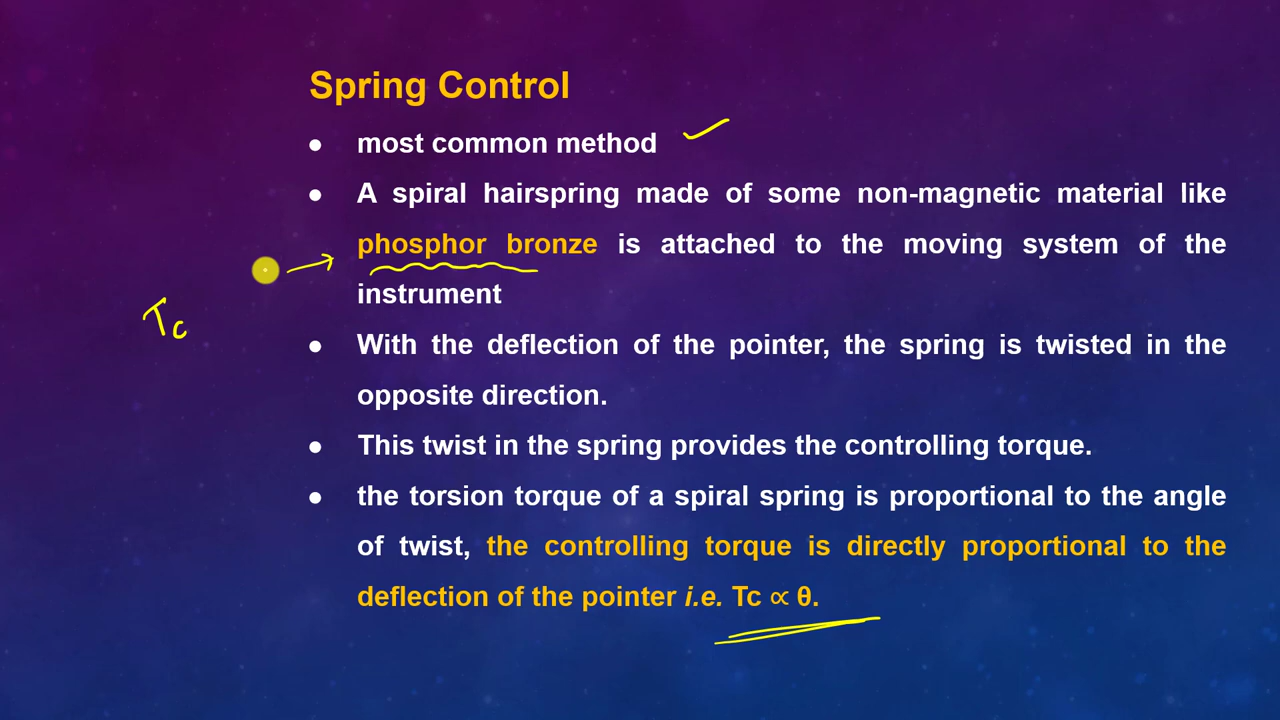 Spring Control
• most common method
• A spiral hairspring made of some non-magnetic material like
phosphor bronze is attached to the moving system of the
instrument
Tc
• With the deflection of the pointer, the spring is twisted in the
opposite direction.
• This twist in the spring provides the controlling torque.
• the torsion torque of a spiral spring is proportional to the angle
of twist, the controlling torque is directly proportional to the
deflection of the pointer i.e. Tc ∝ θ.